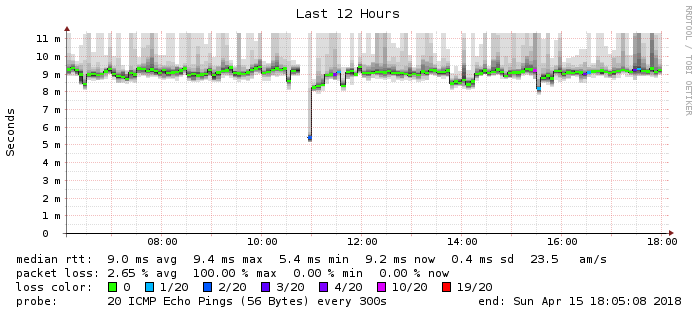 Last 12 Hours
RRDTOOL / TOBI OETIKER
Seconds
11 m
10 m
9 m
8 m
7 m
6 m
5 m
4 m
3 m
2 m
1 m
0
08:00 10:00 12:00 14:00 16:00 18:00
median rtt: 9.0 ms avg 9.4 ms max 5.4 ms min 9.2 ms now 0.4 ms sd 23.5 am/s
packet loss: 2.65 % avg 100.00 % max 0.00 % min 0.00 % now
loss color: 0 1/20 2/20 3/20 4/20 10/20 19/20
probe: 20 ICMP Echo Pings (56 Bytes) every 300s end: Sun Apr 15 18:05:08 2018